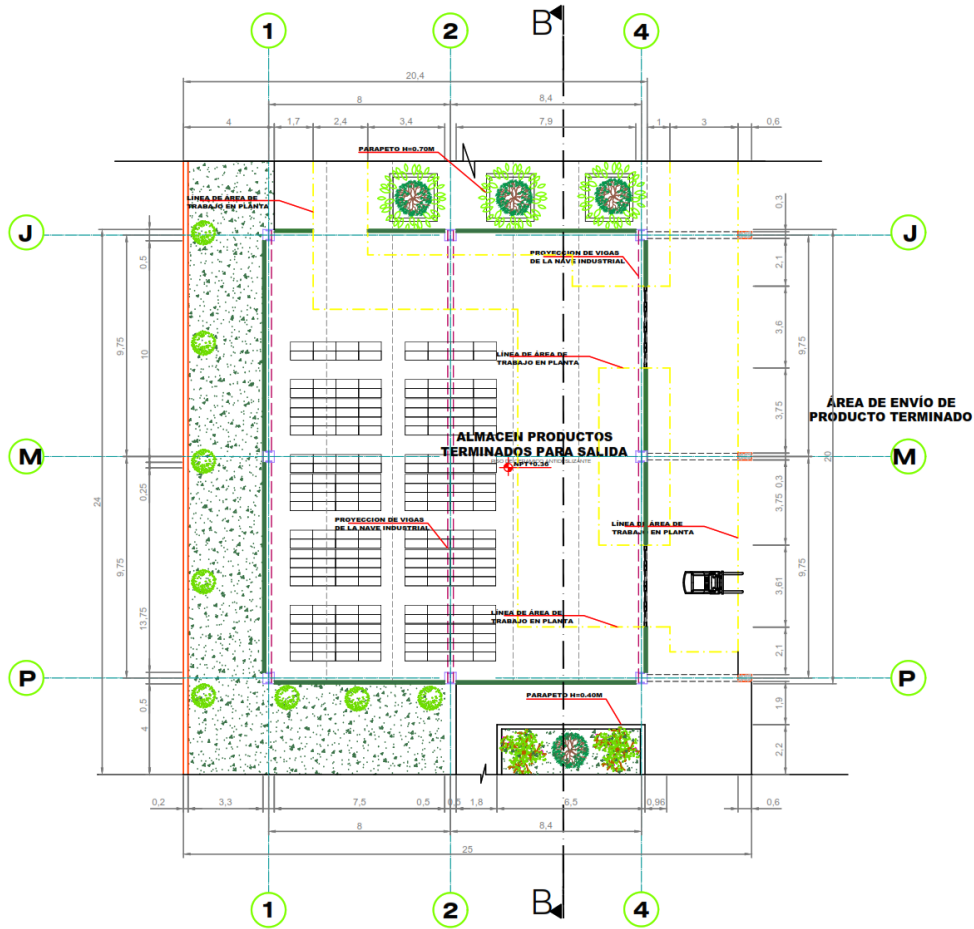 B
1
2
4
20,4
8
8,4
4
1,7
2,4
3,4
7,9
1
3
0,6
PARAPETO H=0.70M
LÍNEA DE ÁREA DE
TRABAJO EN PLANTA
J
J
0,3
0,5
2,1
PROYECCION DE VIGAS
DE LA NAVE INDUSTRIAL
3,6
9,75
10
9,75
LÍNEA DE ÁREA DE
TRABAJO EN PLANTA
3,75
ÁREA DE ENVÍO DE
PRODUCTO TERMINADO
ALMACEN PRODUCTOS
TERMINADOS PARA SALIDA
M
M
20
NPT+0.36
0,25
0,3
3,75
24
PROYECCION DE VIGAS
DE LA NAVE INDUSTRIAL
LÍNEA DE ÁREA DE
TRABAJO EN PLANTA
9,75
9,75
3,61
13,75
LÍNEA DE ÁREA DE
TRABAJO EN PLANTA
2,1
P
P
PARAPETO H=0.40M
0,5
1,9
4
2,2
0,2
3,3
7,5
0,5
0,5
1,8
6,5
0,96
0,6
8
8,4
25
B
1
2
4